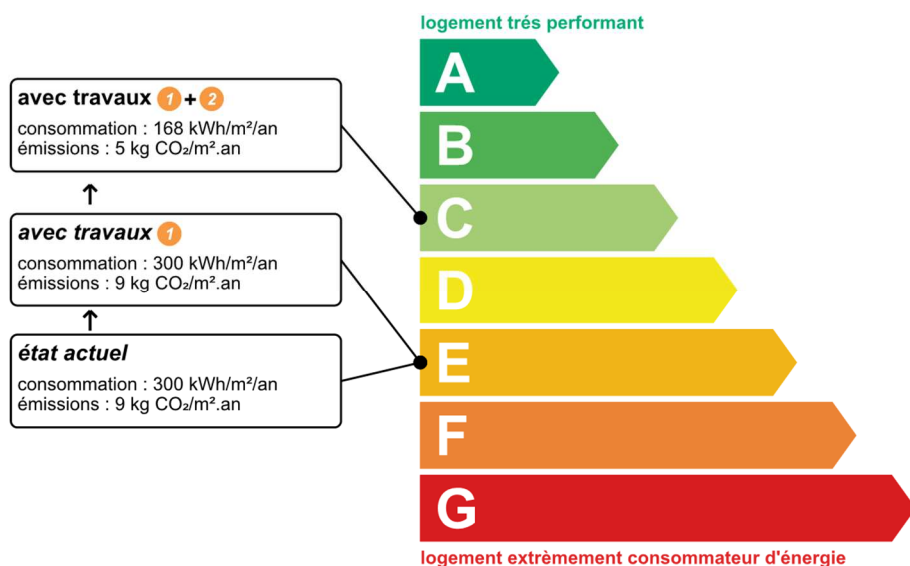 logement trés performant
A
avec travaux 1 + 2
consommation : 168 kWh/m²/an
émissions : 5 kg CO₂/m².an
B
C
avec travaux 1
consommation : 300 kWh/m²/an
émissions : 9 kg CO₂/m².an
D
état actuel
consommation : 300 kWh/m²/an
émissions : 9 kg CO₂/m².an
E
F
G
logement extrèmement consommateur d'énergie